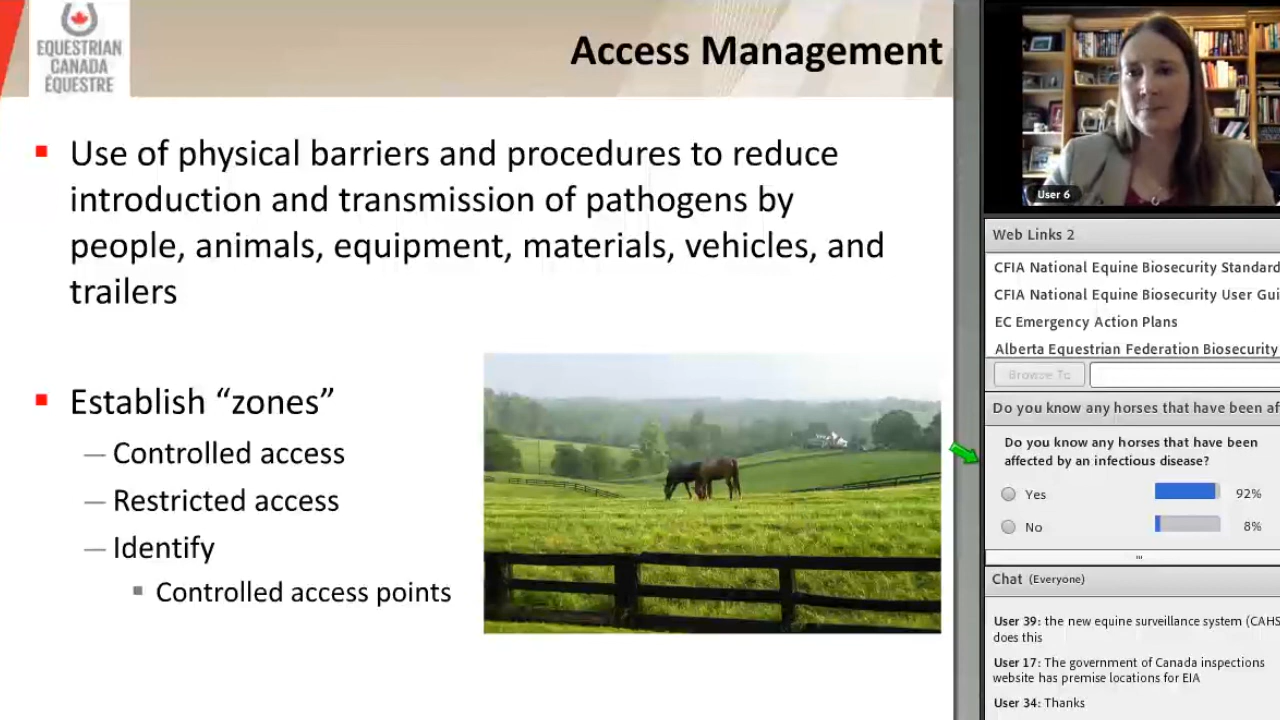 EQUESTRIAN
CANADA
ÉQUESTRE
Access Management
▪ Use of physical barriers and procedures to reduce
introduction and transmission of pathogens by
people, animals, equipment, materials, vehicles, and
trailers
▪ Establish “zones”
— Controlled access
— Restricted access
— Identify
▪ Controlled access points
User 6
Web Links 2
CFIA National Equine Biosecurity Standard
CFIA National Equine Biosecurity User Gui
EC Emergency Action Plans
Alberta Equestrian Federation Biosecurity
Browse To
Do you know any horses that have been af
Do you know any horses that have been
affected by an infectious disease?
Yes 92%
No 8%
Chat (Everyone)
User 39: the new equine surveillance system (CAHS
does this
User 17: The government of Canada inspections
website has premise locations for EIA
User 34: Thanks